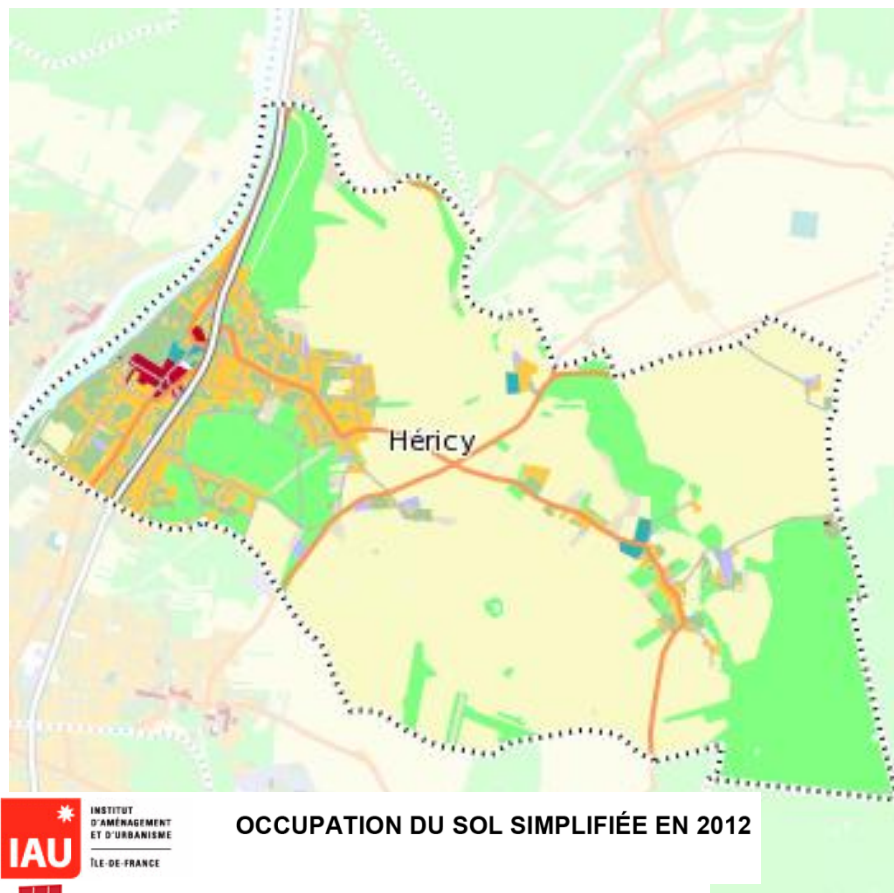 Héricy
INSTITUT
D'AMÉNAGEMENT
ET D'URBANISME
ÎLE-DE-FRANCE
IAU
OCCUPATION DU SOL SIMPLIFIÉE EN 2012